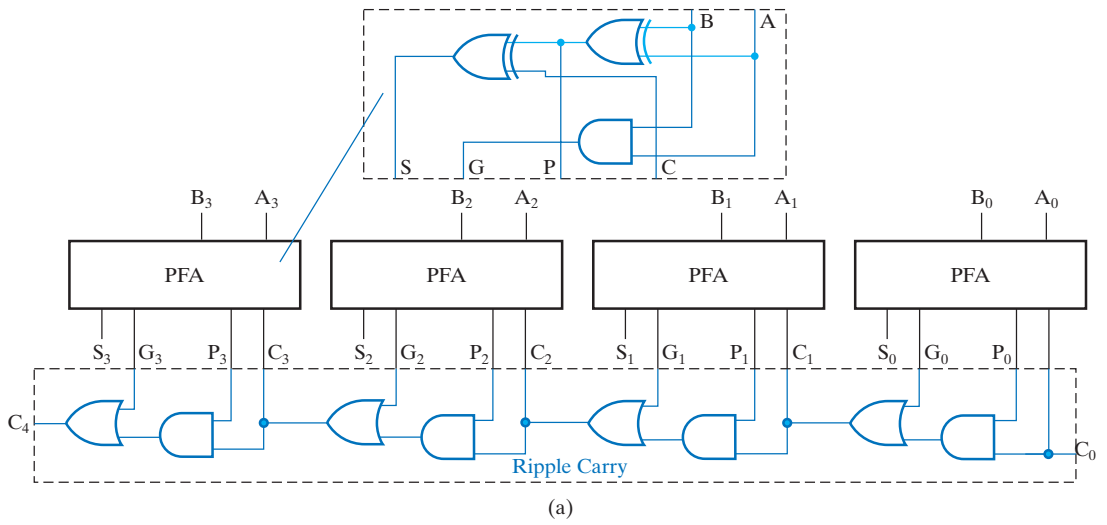 B A
S G P C
B₃ A₃ B₂ A₂ B₁ A₁ B₀ A₀
PFA PFA PFA PFA
S₃ G₃ P₃ C₃ S₂ G₂ P₂ C₂ S₁ G₁ P₁ C₁ S₀ G₀ P₀
C₄ C₀
Ripple Carry
(a)